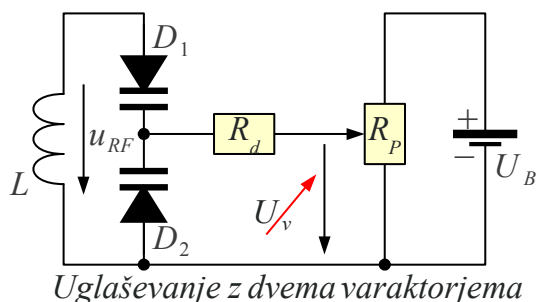 D1
uRF
L
Rd
RP
+
−
UB
Uv
D2
Uglaševanje z dvema varaktorjema